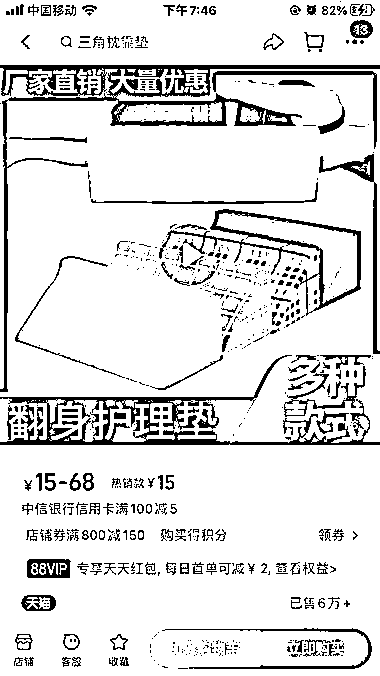 中国移动 下午7:46 82%
三角枕靠垫 13
厂家直销 大量优惠
多种
款式
翻身护理垫
¥15-68 热销款¥15
中信银行信用卡满100减5
店铺券满800减150 购买得积分 领券 >
88VIP 专享天天红包, 每日首单可减¥2, 查看权益>
天猫 已售6万+
店铺 客服 收藏 立即购买